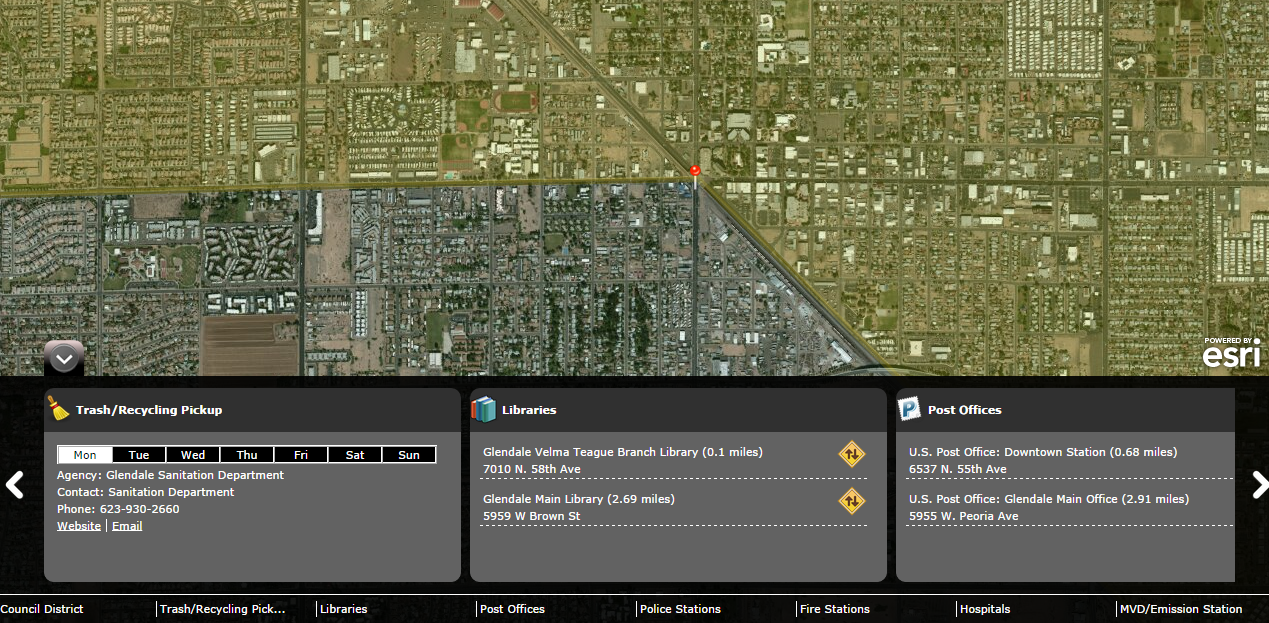 POWERED BY
esri
Trash/Recycling Pickup
Mon Tue Wed Thu Fri Sat Sun
Agency: Glendale Sanitation Department
Contact: Sanitation Department
Phone: 623-930-2660
Website | Email
Libraries
Glendale Velma Teague Branch Library (0.1 miles)
7010 N. 58th Ave
Glendale Main Library (2.69 miles)
5959 W Brown St
P Post Offices
U.S. Post Office: Downtown Station (0.68 miles)
6537 N. 55th Ave
U.S. Post Office: Glendale Main Office (2.91 miles)
5955 W. Peoria Ave
Council District | Trash/Recycling Pick... | Libraries | Post Offices | Police Stations | Fire Stations | Hospitals | MVD/Emission Station